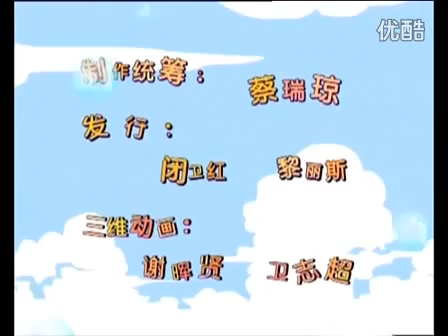 优酷
制作统筹：
蔡瑞琼
发行：
闭卫红 黎丽斯
三维动画：
谢晖贤 卫志超